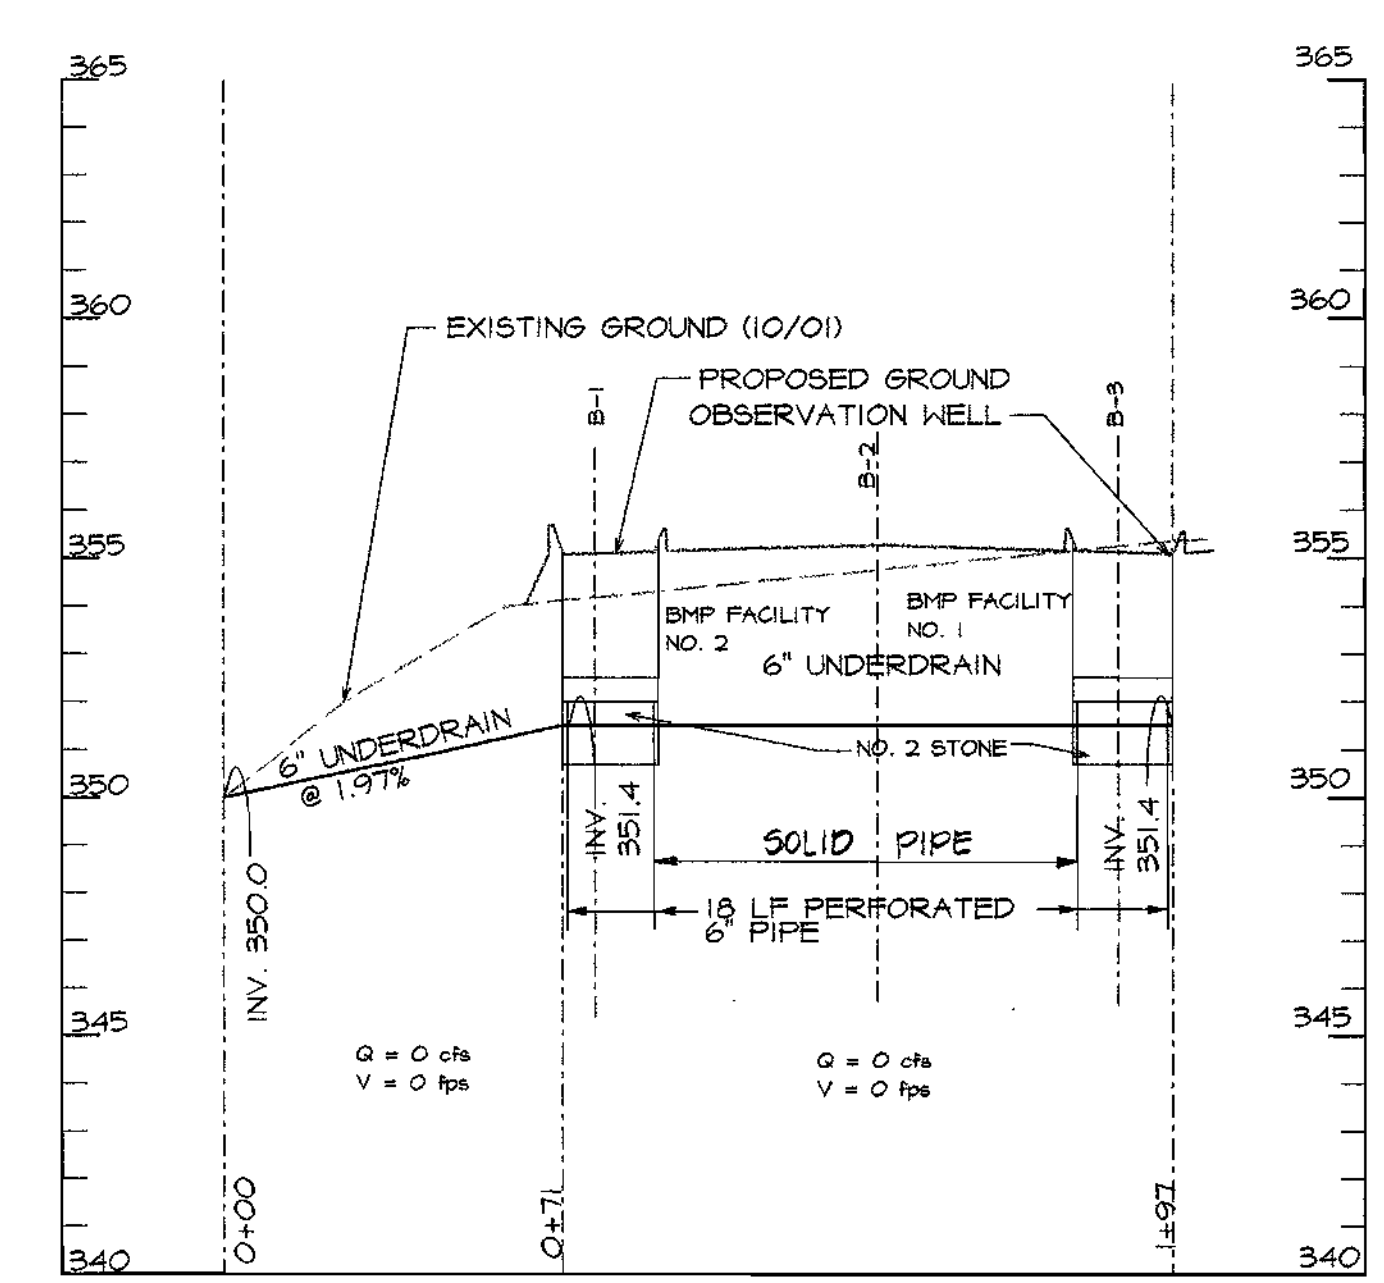 365
365
360
360
EXISTING GROUND (10/01)
PROPOSED GROUND
OBSERVATION WELL
B-1
B-2
B-3
355
355
BMP FACILITY
NO. 2
BMP FACILITY
NO. 1
6" UNDERDRAIN
6" UNDERDRAIN
@ 1.97%
NO. 2 STONE
350
350
INV. 350.0
INV.
351.4
INV.
351.4
SOLID PIPE
18 LF PERFORATED
6" PIPE
345
345
Q = 0 cfs
V = 0 fps
Q = 0 cfs
V = 0 fps
0+00
0+71
1+97
340
340